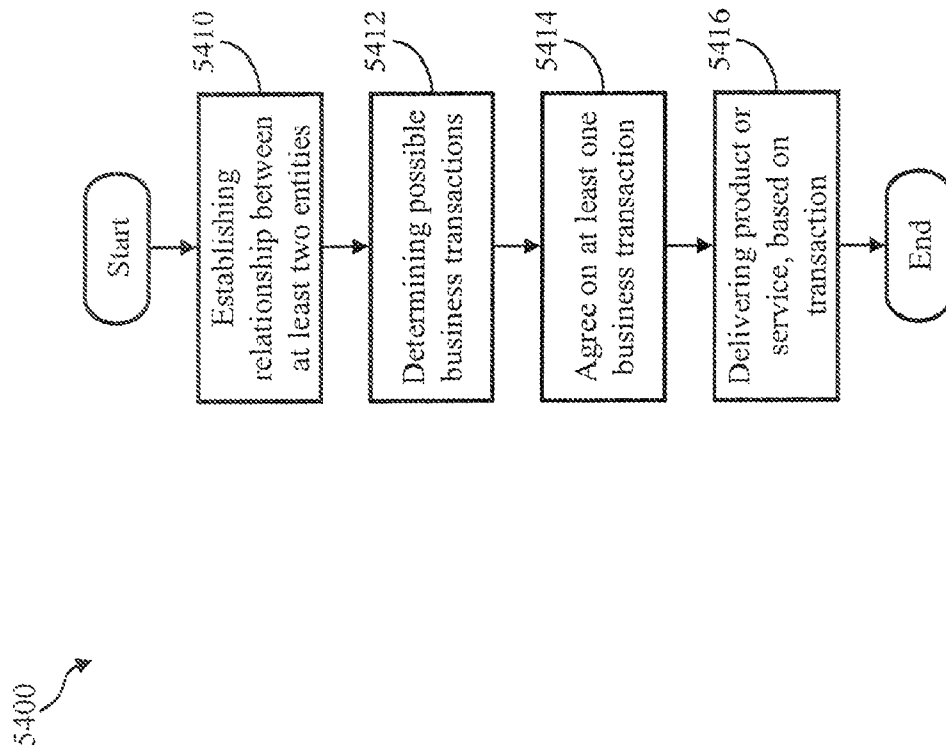 5400
Start
5410
Establishing
relationship between
at least two entities
5412
Determining possible
business transactions
5414
Agree on at least one
business transaction
5416
Delivering product or
service, based on
transaction
End